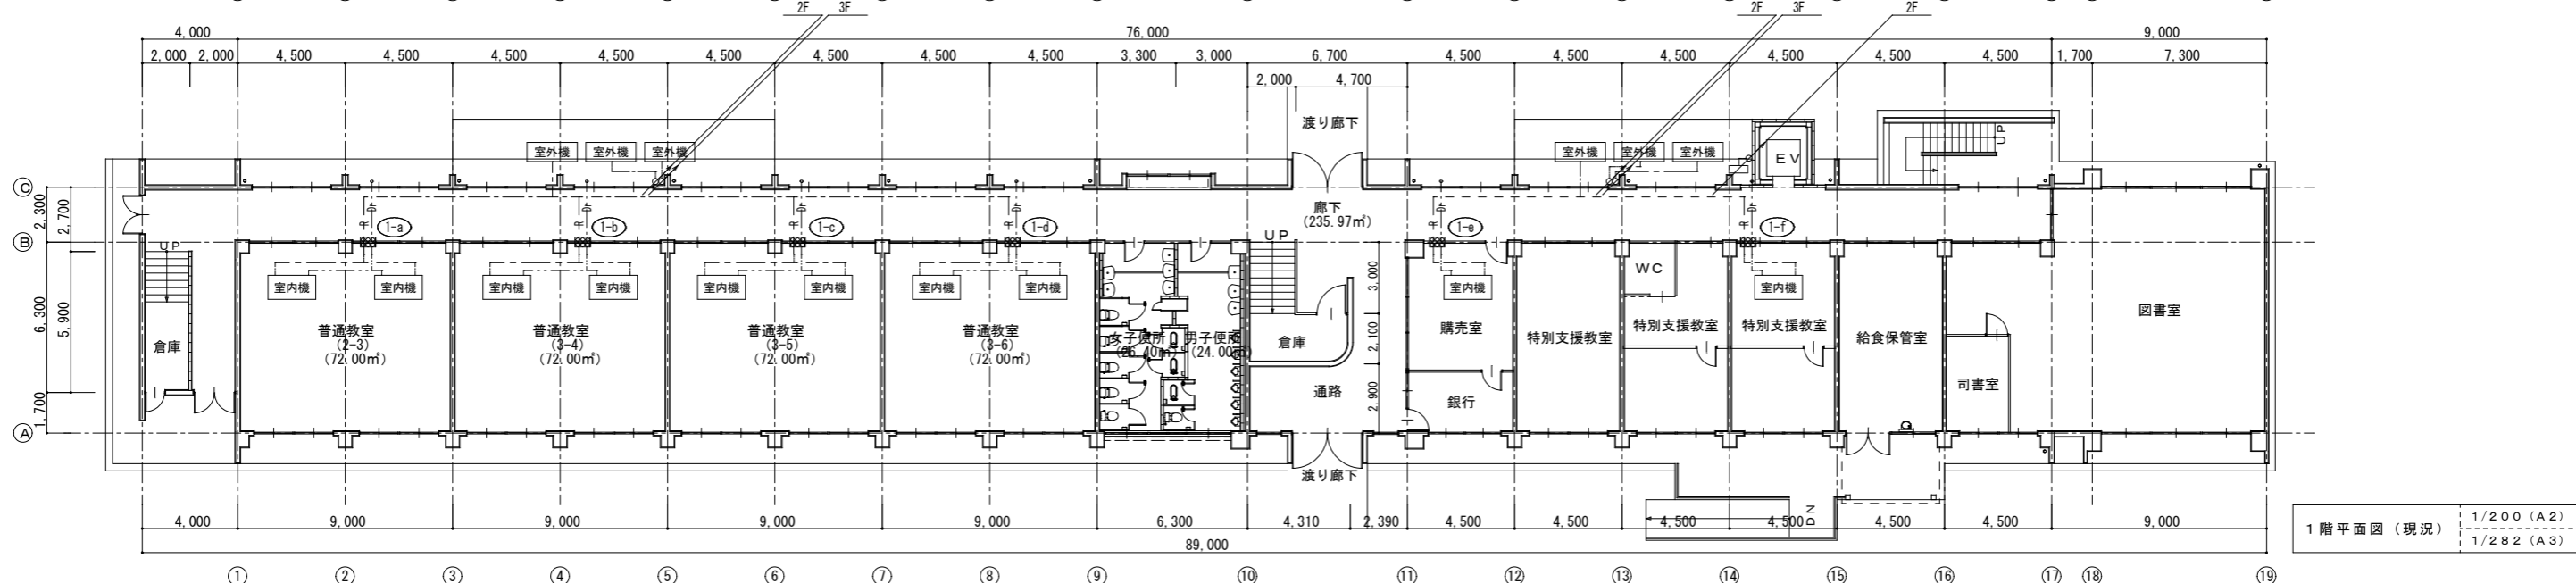 2F 3F 2F 3F 2F
4,000 76,000 9,000
2,000 2,000 4,500 4,500 4,500 4,500 4,500 4,500 4,500 4,500 3,300 3,000 6,700 4,500 4,500 4,500 4,500 4,500 4,500 1,700 7,300
2,000 4,700
渡り廊下
UP
室外機 室外機 室外機 室外機 室外機 室外機 EV
C
2,300 2,700
廊下
(235.97㎡)
R D R D R D R D R D R D
1-a 1-b 1-c 1-d 1-e 1-f
B
UP UP
WC
3,000
室内機 室内機 室内機 室内機 室内機 室内機 室内機 室内機 室内機 室内機
6,300 5,900
図書室
普通教室 普通教室 普通教室 普通教室 購売室 特別支援教室 特別支援教室
(2-3) (3-4) (3-5) (3-6)
(72.00㎡) (72.00㎡) (72.00㎡) (72.00㎡)
倉庫 女子便所 男子便所 倉庫 2,100 特別支援教室 給食保管室
(26.40㎡) (24.00㎡)
通路 2,900 司書室
銀行
1,700
A
渡り廊下
DN
4,000 9,000 9,000 9,000 9,000 6,300 4,310 2,390 4,500 4,500 4,500 4,500 4,500 4,500 9,000
89,000
1階平面図(現況) 1/200(A2)
1/282(A3)
1 2 3 4 5 6 7 8 9 10 11 12 13 14 15 16 17 18 19